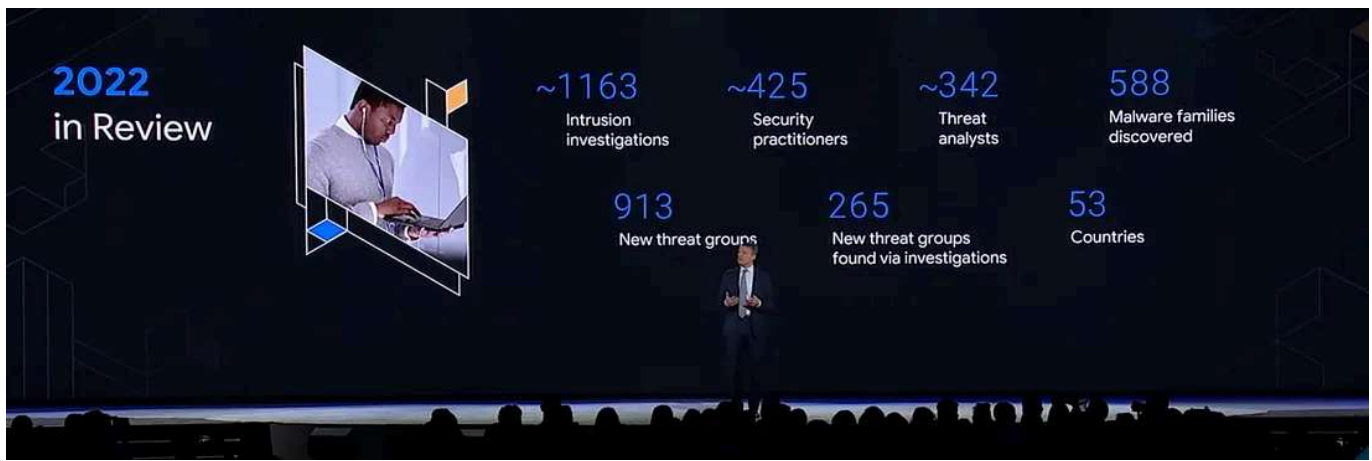 2022
in Review
~1163
Intrusion
investigations
~425
Security
practitioners
~342
Threat
analysts
588
Malware families
discovered
913
New threat groups
265
New threat groups
found via investigations
53
Countries